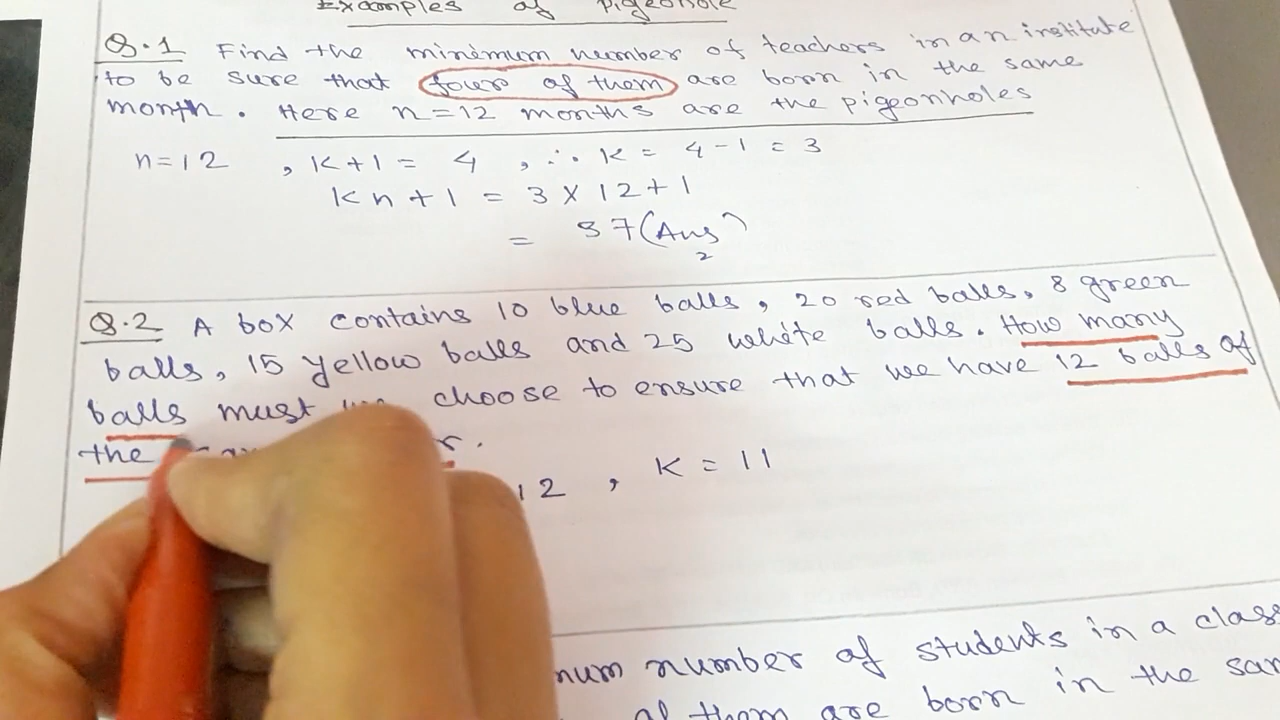 Examples of Pigeonhole
Q.1 Find the minimum number of teachers in an institute
to be sure that four of them are born in the same
month. Here n=12 months are the pigeonholes
n=12 , K+1 = 4 , ∴ K = 4-1 = 3
Kn+1 = 3 X 12 + 1
= 37 (Ans)
Q.2 A box contains 10 blue balls, 20 red balls, 8 green
balls, 15 yellow balls and 25 white balls. How many
balls must choose to ensure that we have 12 balls of
the
12 , K = 11
number of students in a class
of them are born in the